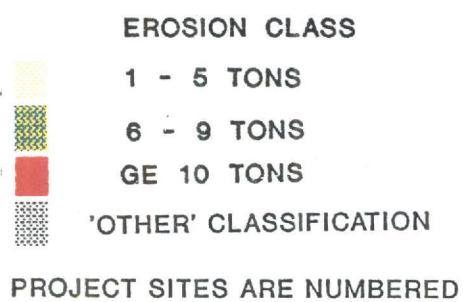 EROSION CLASS
1 - 5 TONS
6 - 9 TONS
GE 10 TONS
'OTHER' CLASSIFICATION
PROJECT SITES ARE NUMBERED